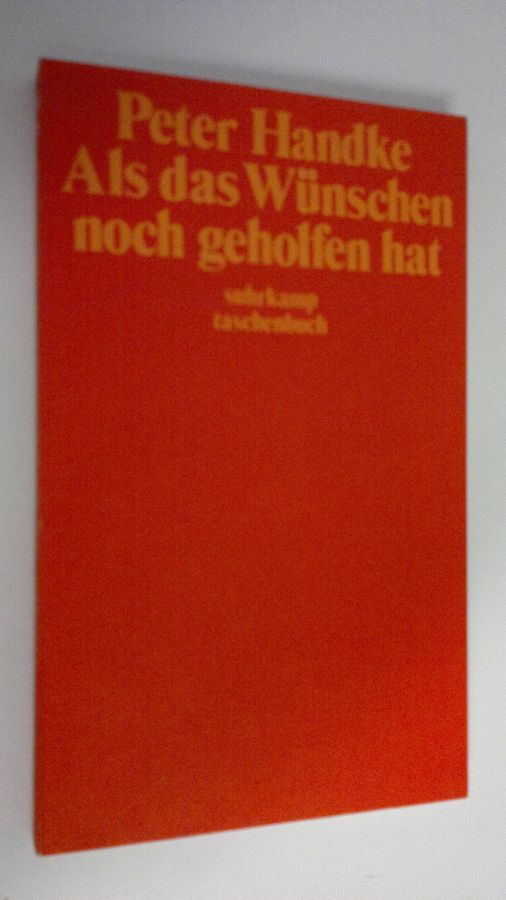 Peter Handke
Als das Wünschen
noch geholfen hat
suhrkamp
taschenbuch